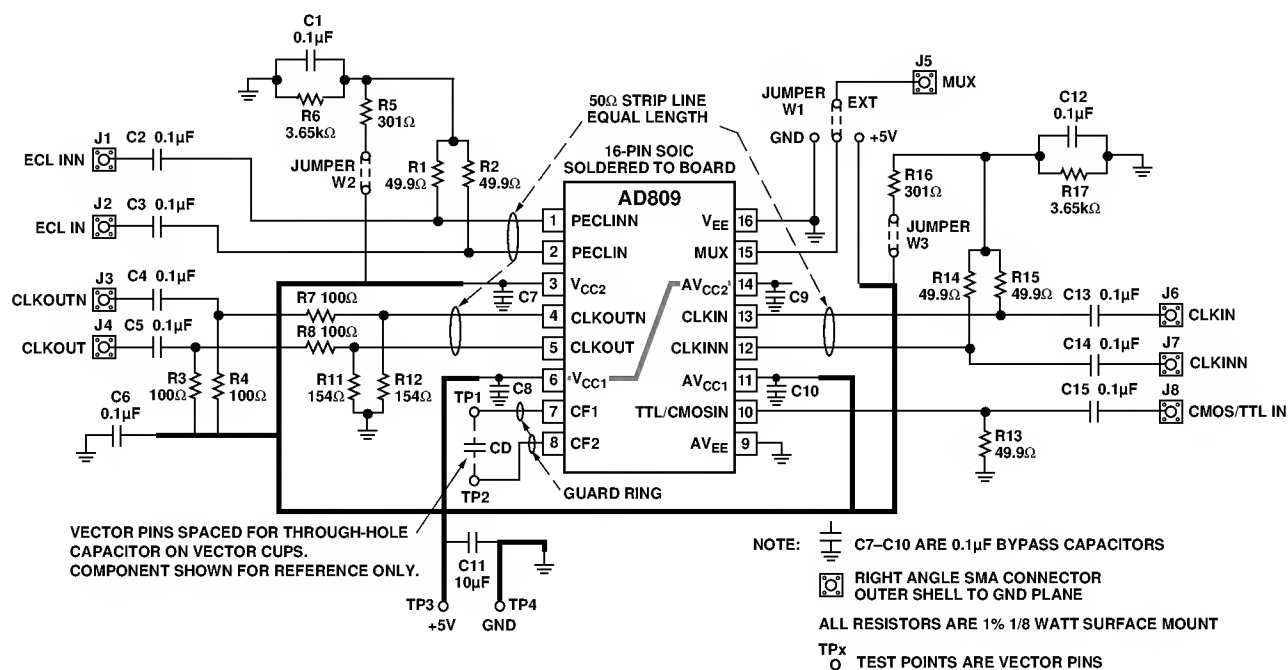 C1
0.1µF
R6
3.65kΩ
R5
301Ω
JUMPER
W2
R1
49.9Ω
R2
49.9Ω
50Ω STRIP LINE
EQUAL LENGTH
16-PIN SOIC
SOLDERED TO BOARD
J5
MUX
JUMPER
W1
EXT
GND
+5V
C12
0.1µF
R17
3.65kΩ
R16
301Ω
JUMPER
W3
J1
C2 0.1µF
ECL INN
J2
C3 0.1µF
ECL IN
J3
C4 0.1µF
CLKOUTN
J4
C5 0.1µF
CLKOUT
R7 100Ω
R8 100Ω
R3
100Ω
R4
100Ω
R11
154Ω
R12
154Ω
C6
0.1µF
C7
C8
AD809
1 PECLINN
2 PECLIN
3 VCC2
4 CLKOUTN
5 CLKOUT
6 VCC1
7 CF1
8 CF2
VEE 16
MUX 15
AVCC2 14
CLKIN 13
CLKINN 12
AVCC1 11
TTL/CMOSIN 10
AVEE 9
C9
C10
R14
49.9Ω
R15
49.9Ω
C13 0.1µF
J6
CLKIN
C14 0.1µF
J7
CLKINN
C15 0.1µF
J8
CMOS/TTL IN
R13
49.9Ω
TP1
CD
TP2
GUARD RING
VECTOR PINS SPACED FOR THROUGH-HOLE
CAPACITOR ON VECTOR CUPS.
COMPONENT SHOWN FOR REFERENCE ONLY.
C11
10µF
TP3
+5V
TP4
GND
NOTE:
C7–C10 ARE 0.1µF BYPASS CAPACITORS
RIGHT ANGLE SMA CONNECTOR
OUTER SHELL TO GND PLANE
ALL RESISTORS ARE 1% 1/8 WATT SURFACE MOUNT
TPx
TEST POINTS ARE VECTOR PINS